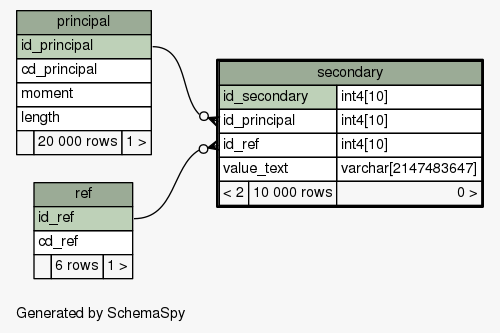 principal
id_principal
cd_principal
moment
length
20 000 rows 1 >
secondary
id_secondary int4[10]
id_principal int4[10]
id_ref int4[10]
value_text varchar[2147483647]
< 2 10 000 rows 0 >
ref
id_ref
cd_ref
6 rows 1 >
Generated by SchemaSpy